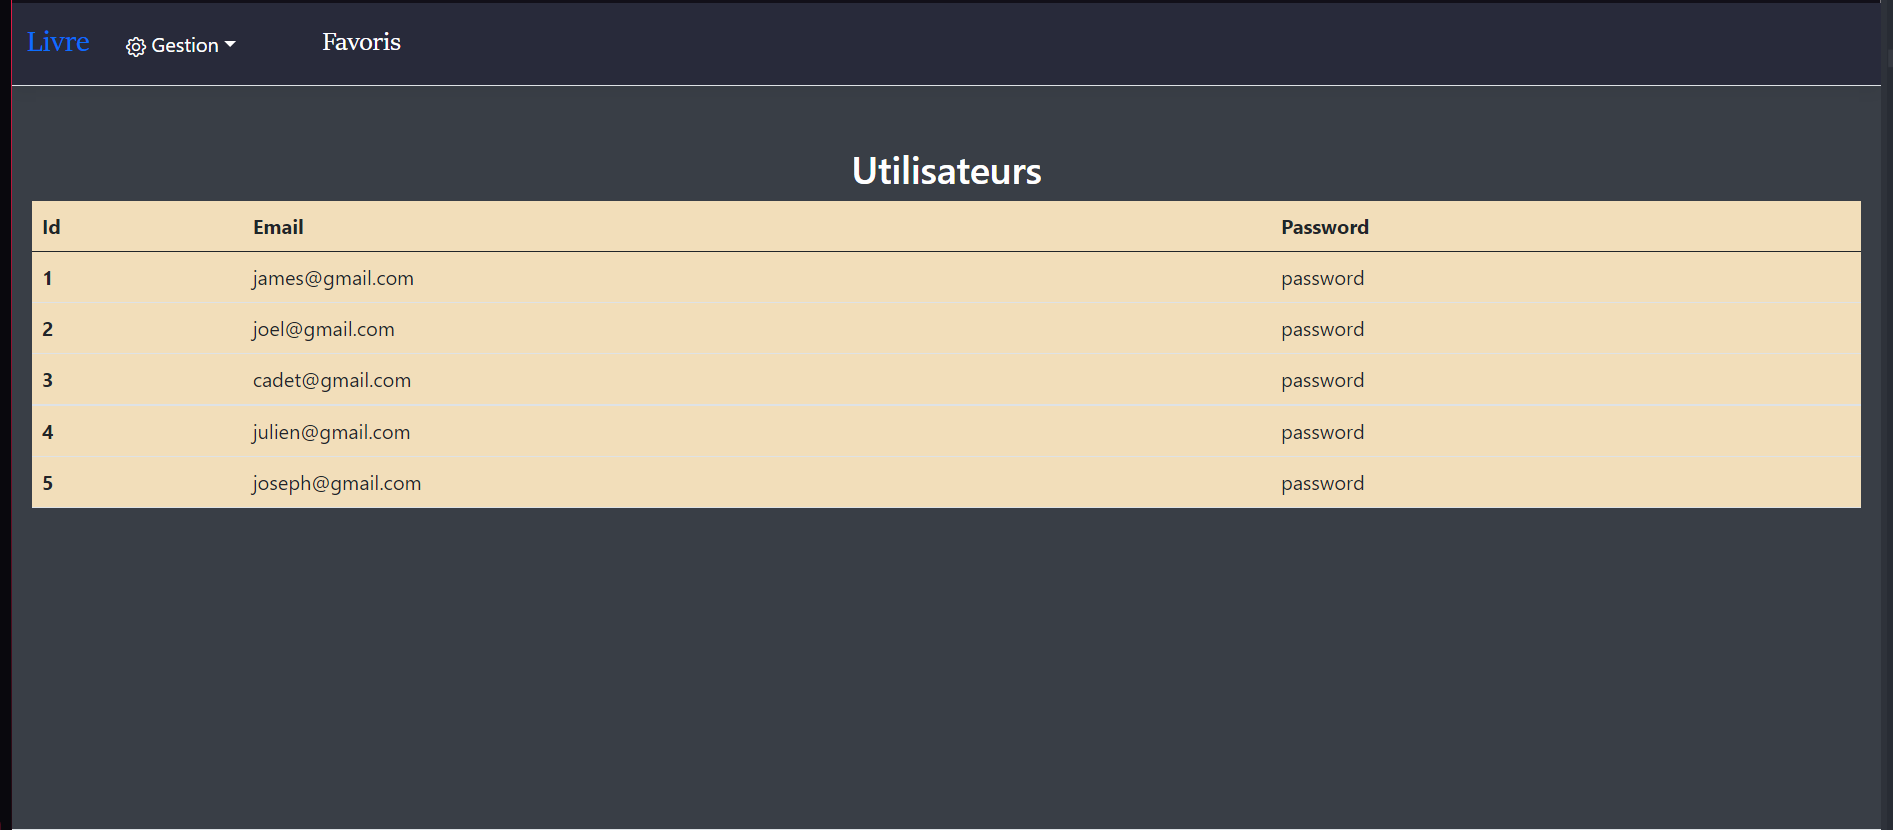 Livre Gestion Favoris
Utilisateurs
Id Email Password
1 james@gmail.com password
2 joel@gmail.com password
3 cadet@gmail.com password
4 julien@gmail.com password
5 joseph@gmail.com password